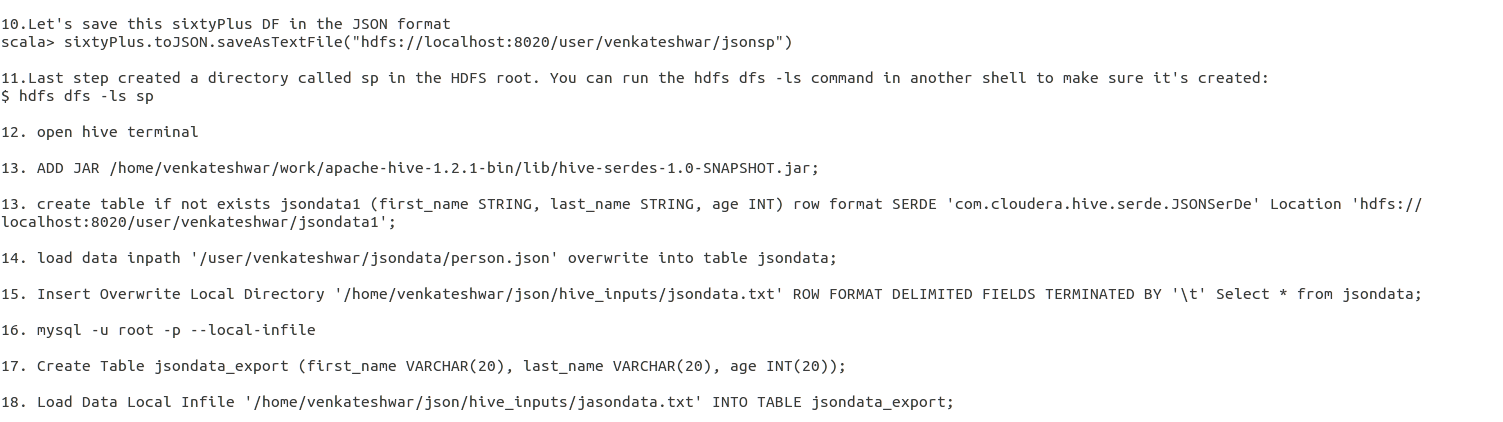 10.Let's save this sixtyPlus DF in the JSON format
scala> sixtyPlus.toJSON.saveAsTextFile("hdfs://localhost:8020/user/venkateshwar/jsonsp")
11.Last step created a directory called sp in the HDFS root. You can run the hdfs dfs -ls command in another shell to make sure it's created:
$ hdfs dfs -ls sp
12. open hive terminal
13. ADD JAR /home/venkateshwar/work/apache-hive-1.2.1-bin/lib/hive-serdes-1.0-SNAPSHOT.jar;
13. create table if not exists jsondata1 (first_name STRING, last_name STRING, age INT) row format SERDE 'com.cloudera.hive.serde.JSONSerDe' Location 'hdfs://
localhost:8020/user/venkateshwar/jsondata1';
14. load data inpath '/user/venkateshwar/jsondata/person.json' overwrite into table jsondata;
15. Insert Overwrite Local Directory '/home/venkateshwar/json/hive_inputs/jsondata.txt' ROW FORMAT DELIMITED FIELDS TERMINATED BY '\t' Select * from jsondata;
16. mysql -u root -p --local-infile
17. Create Table jsondata_export (first_name VARCHAR(20), last_name VARCHAR(20), age INT(20));
18. Load Data Local Infile '/home/venkateshwar/json/hive_inputs/jasondata.txt' INTO TABLE jsondata_export;